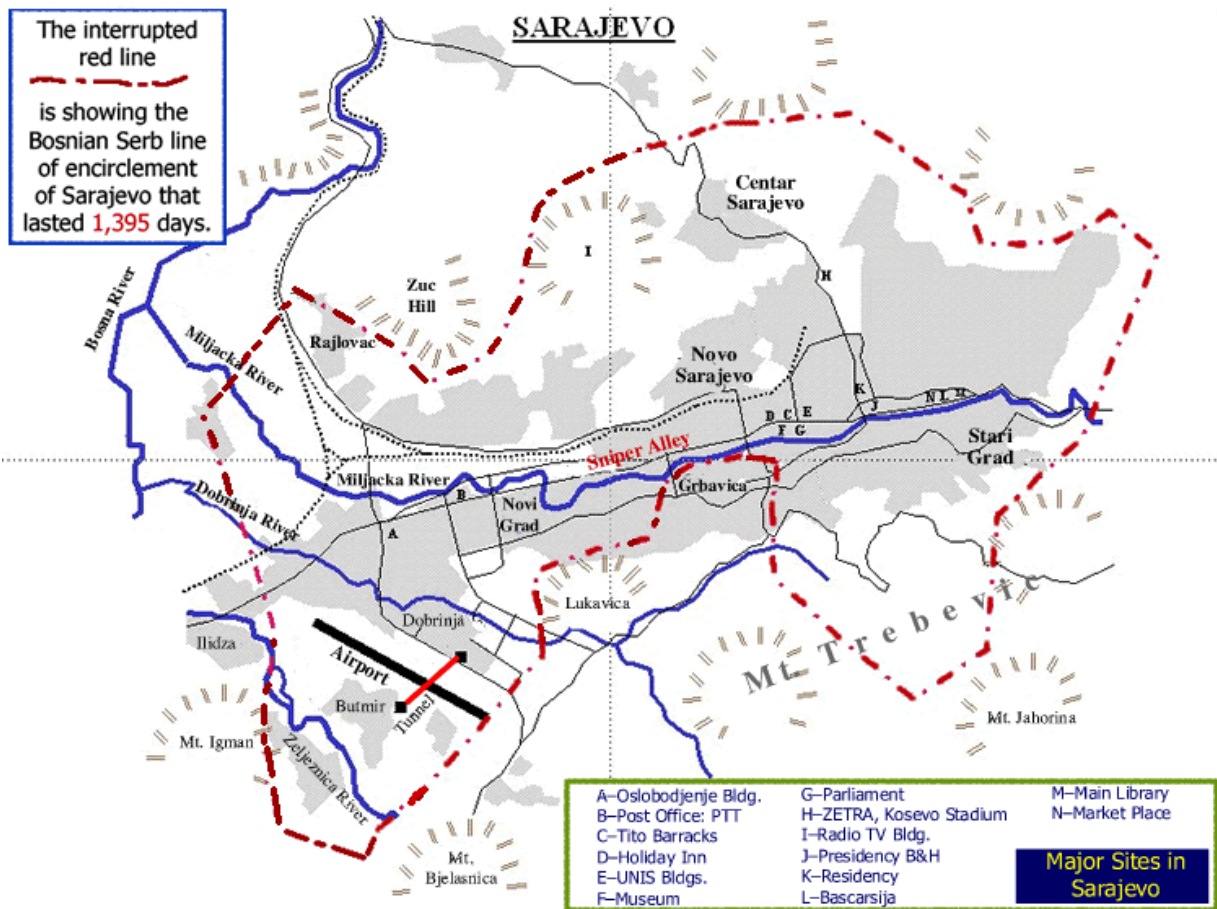 SARAJEVO
The interrupted
red line
is showing the
Bosnian Serb line
of encirclement
of Sarajevo that
lasted 1,395 days.
Centar
Sarajevo
I
H
Zuc
Hill
Bosna River
Rajlovac
Miljacka River
Novo
Sarajevo
K
J
N L M
D C E
F G
Stari
Grad
Sniper Alley
Miljacka River
B
Grbavica
Novi
Grad
Dobrinja River
A
Lukavica
Dobrinja
Mt. Trebevic
Ilidza
Airport
Butmir
Tunnel
Mt. Jahorina
Mt. Igman
Zeljeznica River
Mt.
Bjelasnica
A–Oslobodjenje Bldg.
B–Post Office: PTT
C–Tito Barracks
D–Holiday Inn
E–UNIS Bldgs.
F–Museum
G–Parliament
H–ZETRA, Kosevo Stadium
I–Radio TV Bldg.
J–Presidency B&H
K–Residency
L–Bascarsija
M–Main Library
N–Market Place
Major Sites in
Sarajevo